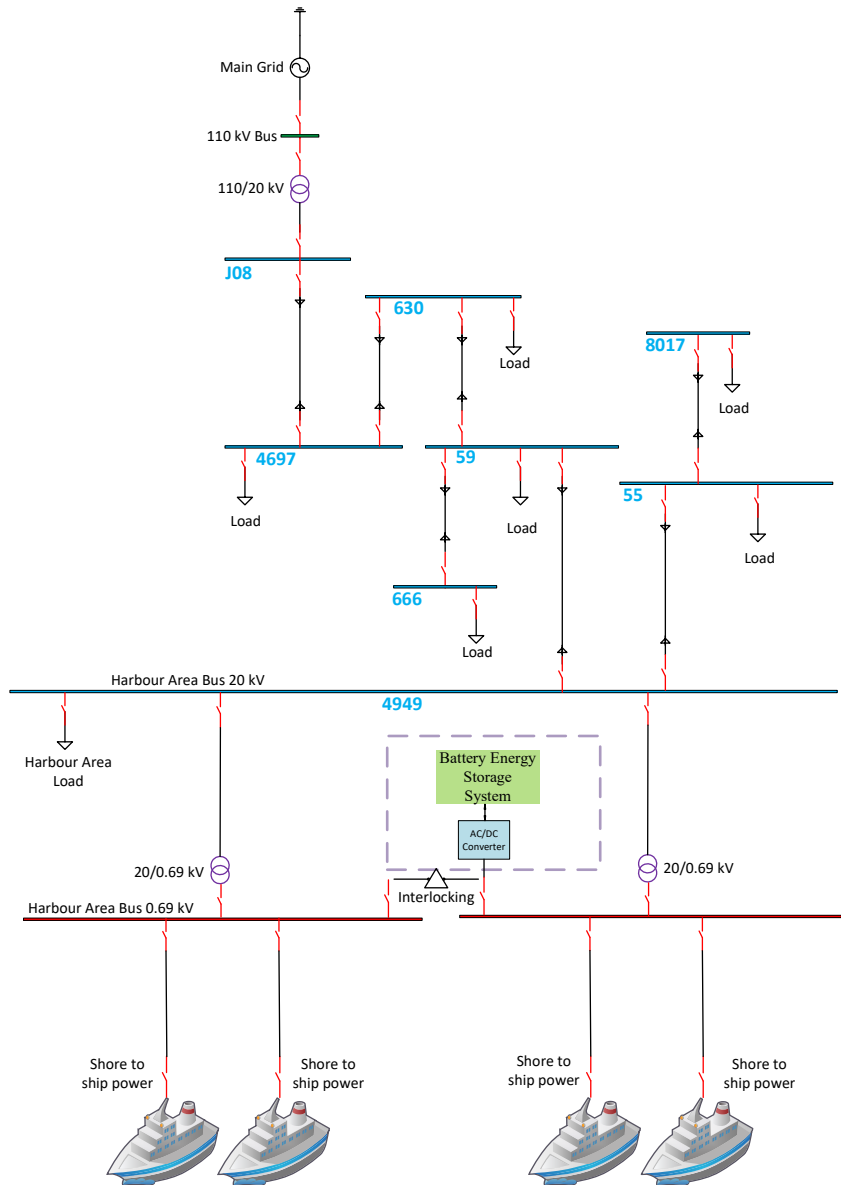 Main Grid
110 kV Bus
110/20 kV
J08
630
Load
8017
Load
4697
Load
59
Load
55
Load
666
Load
Harbour Area Bus 20 kV
4949
Harbour Area
Load
Battery Energy
Storage
System
AC/DC
Converter
20/0.69 kV
20/0.69 kV
Interlocking
Harbour Area Bus 0.69 kV
Shore to
ship power
Shore to
ship power
Shore to
ship power
Shore to
ship power